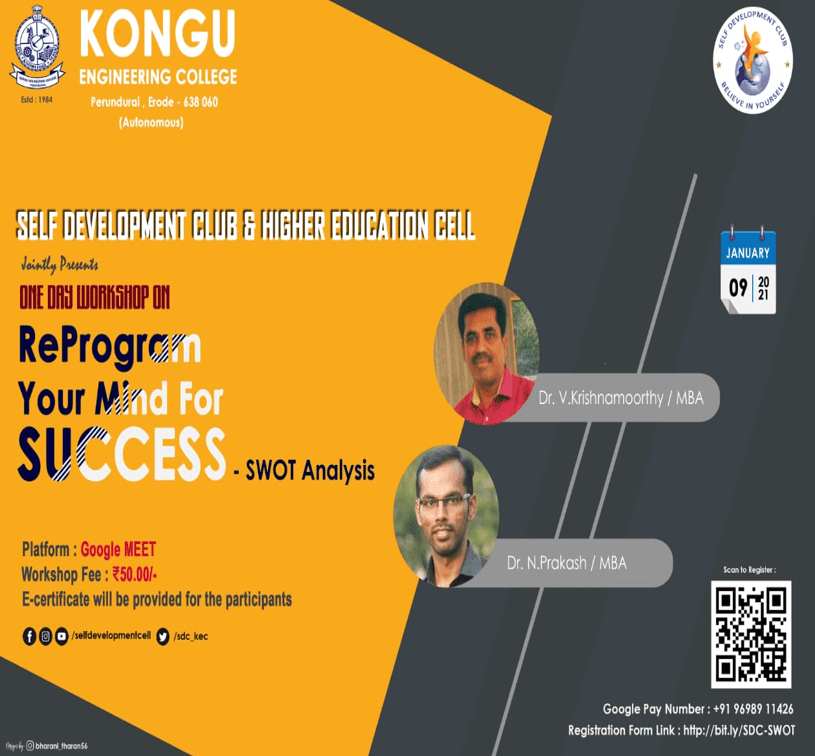 KONGU
ENGINEERING COLLEGE
Perundurai , Erode - 638 060
(Autonomous)
Estd : 1984
SELF DEVELOPMENT CLUB
BELIEVE IN YOURSELF
SELF DEVELOPMENT CLUB & HIGHER EDUCATION CELL
Jointly Presents
ONE DAY WORKSHOP ON
ReProgram
Your Mind For
SUCCESS - SWOT Analysis
JANUARY
09 20
21
Dr. V.Krishnamoorthy / MBA
Dr. N.Prakash / MBA
Platform : Google MEET
Workshop Fee : ₹50.00/-
E-certificate will be provided for the participants
/selfdevelopmentcell /sdc_kec
Scan to Register :
Google Pay Number : +91 96989 11426
Registration Form Link : http://bit.ly/SDC-SWOT
bharani_tharan56